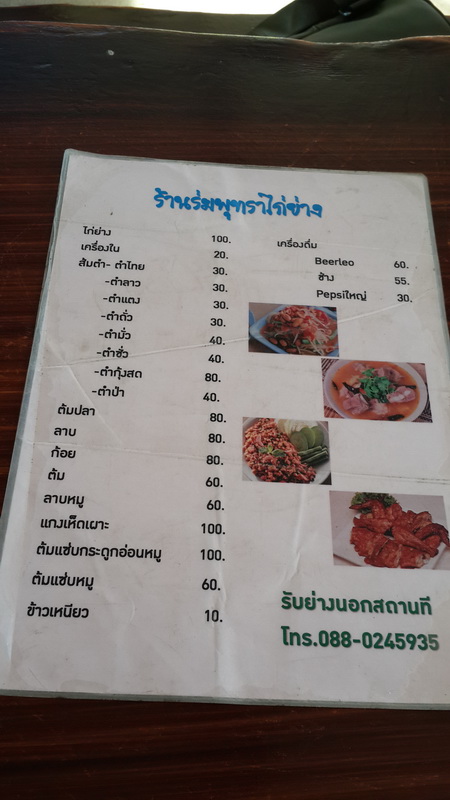 ร้านร่มพุทราไก่ย่าง
ไก่ย่าง 100.
เครื่องใน 20.
ส้มตำ- ตำไทย 30.
-ตำลาว 30.
-ตำแตง 30.
-ตำถั่ว 30.
-ตำมั่ว 40.
-ตำซั่ว 40.
-ตำกุ้งสด 80.
-ตำป่า 40.
ต้มปลา 80.
ลาบ 80.
ก้อย 80.
ต้ม 60.
ลาบหมู 60.
แกงเห็ดเผาะ 100.
ต้มแซ่บกระดูกอ่อนหมู 100.
ต้มแซ่บหมู 60.
ข้าวเหนียว 10.
เครื่องดื่ม
Beerleo 60.
ช้าง 55.
Pepsiใหญ่ 30.
รับย่างนอกสถานที
โทร.088-0245935